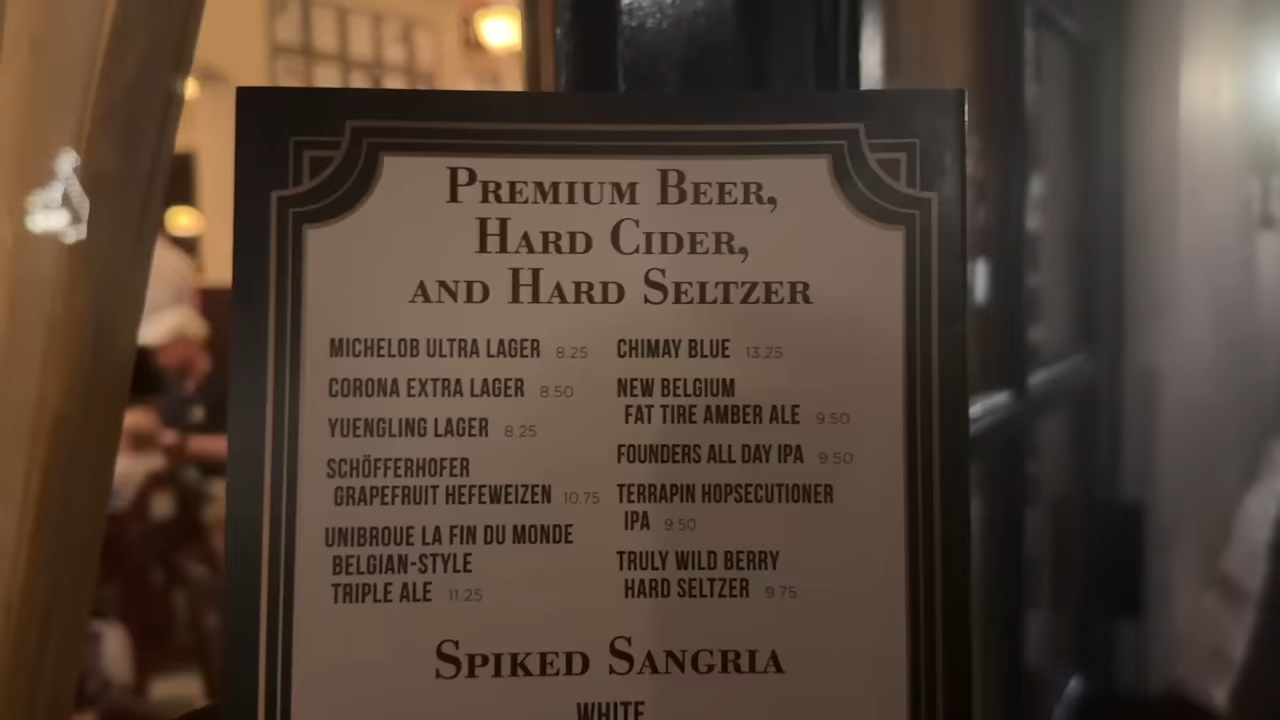 Premium Beer,
Hard Cider,
and Hard Seltzer
MICHELOB ULTRA LAGER 8.25
CORONA EXTRA LAGER 8.50
YUENGLING LAGER 8.25
SCHÖFFERHOFER
GRAPEFRUIT HEFEWEIZEN 10.75
UNIBROUE LA FIN DU MONDE
BELGIAN-STYLE
TRIPLE ALE 11.25
CHIMAY BLUE 13.25
NEW BELGIUM
FAT TIRE AMBER ALE 9.50
FOUNDERS ALL DAY IPA 9.50
TERRAPIN HOPSECUTIONER
IPA 9.50
TRULY WILD BERRY
HARD SELTZER 9.75
Spiked Sangria
WHITE